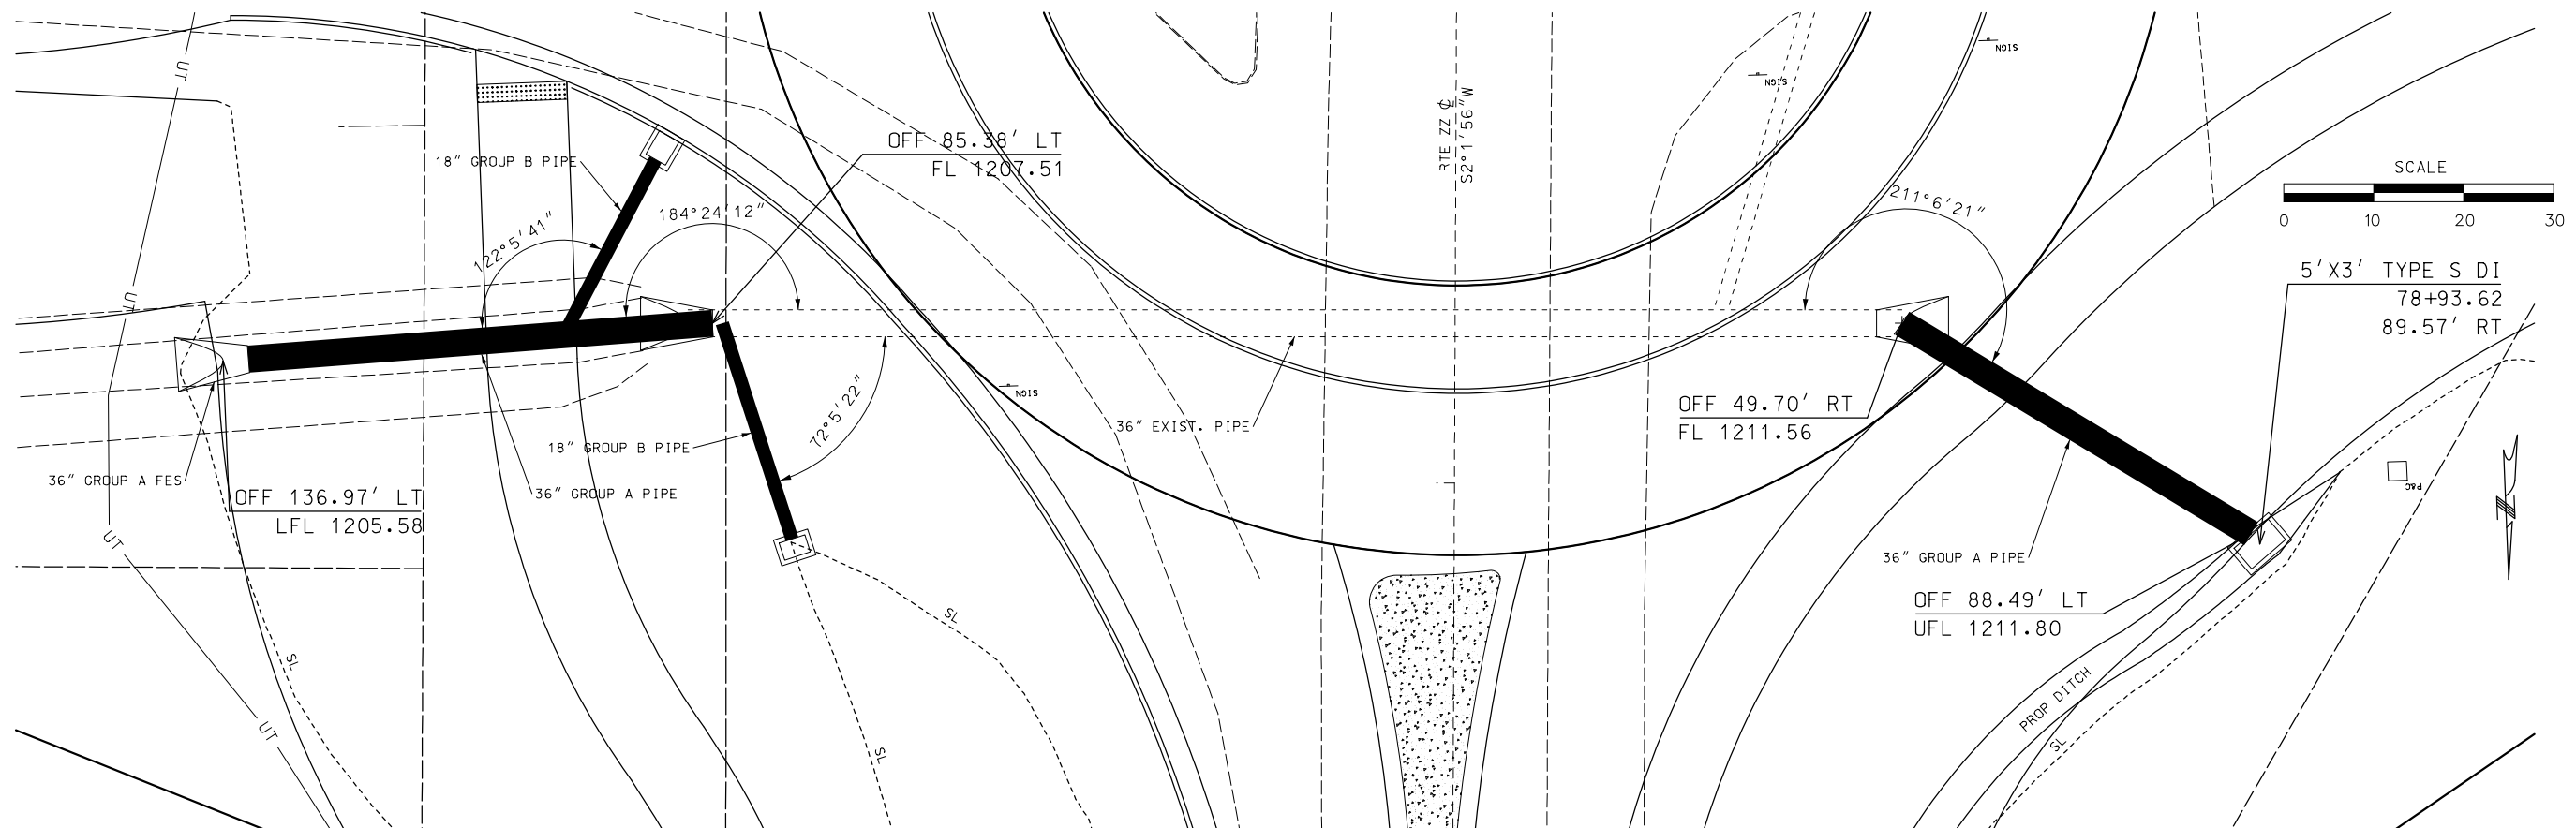 UT
SIGN
SIGN
RTE ZZ ℄
S2°1'56"W
OFF 85.38' LT
FL 1207.51
18" GROUP B PIPE
SCALE
0 10 20 30
184°24'12"
211°6'21"
122°5'41"
5'X3' TYPE S DI
78+93.62
89.57' RT
UT
SIGN
72°5'22"
OFF 49.70' RT
FL 1211.56
36" EXIST. PIPE
18" GROUP B PIPE
36" GROUP A FES
36" GROUP A PIPE
P&C
OFF 136.97' LT
LFL 1205.58
UT
36" GROUP A PIPE
OFF 88.49' LT
UFL 1211.80
SL
SL
PROP DITCH
UT
SL
SL